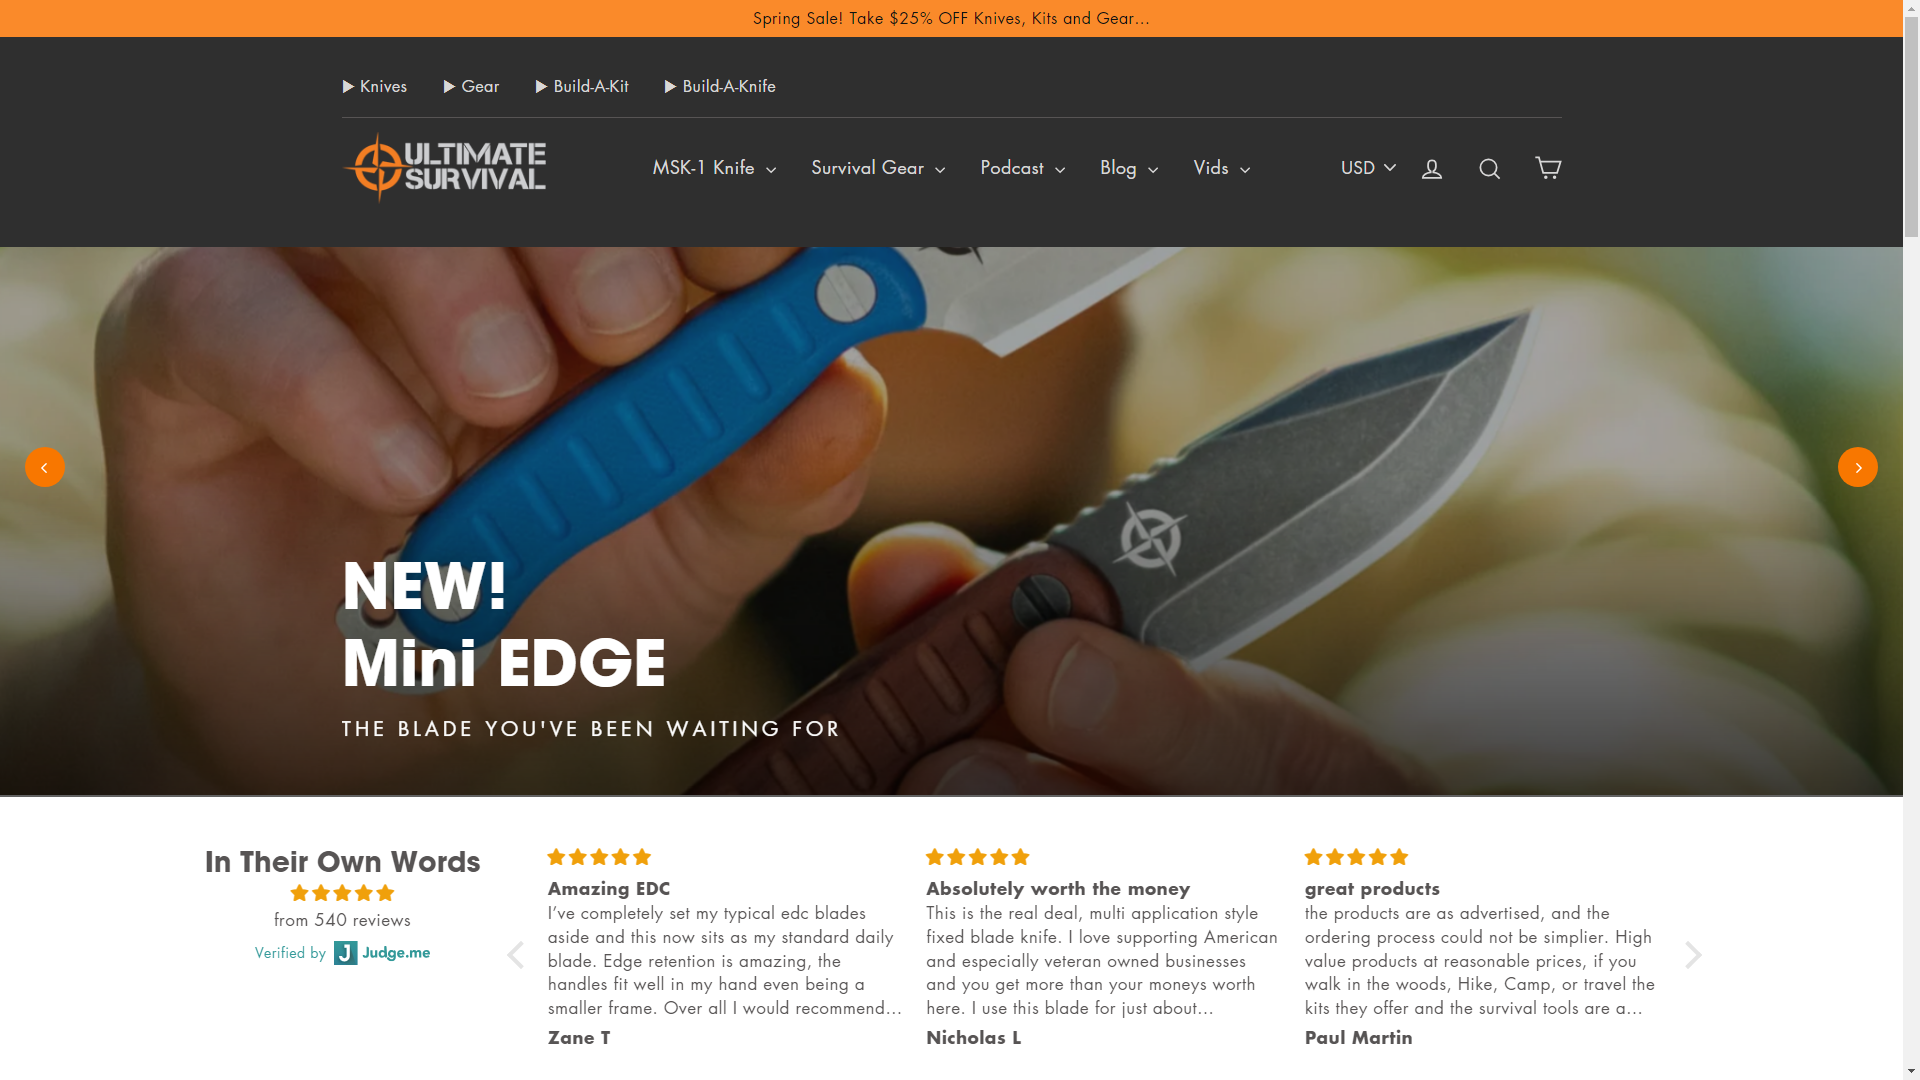 Spring Sale! Take $25% OFF Knives, Kits and Gear...
▶ Knives ▶ Gear ▶ Build-A-Kit ▶ Build-A-Knife
ULTIMATE
SURVIVAL
MSK-1 Knife Survival Gear Podcast Blog Vids USD
NEW!
Mini EDGE
THE BLADE YOU'VE BEEN WAITING FOR
In Their Own Words
from 540 reviews
Verified by J Judge.me
Amazing EDC
I've completely set my typical edc blades
aside and this now sits as my standard daily
blade. Edge retention is amazing, the
handles fit well in my hand even being a
smaller frame. Over all I would recommend...
Zane T
Absolutely worth the money
This is the real deal, multi application style
fixed blade knife. I love supporting American
and especially veteran owned businesses
and you get more than your moneys worth
here. I use this blade for just about...
Nicholas L
great products
the products are as advertised, and the
ordering process could not be simplier. High
value products at reasonable prices, if you
walk in the woods, Hike, Camp, or travel the
kits they offer and the survival tools are a...
Paul Martin